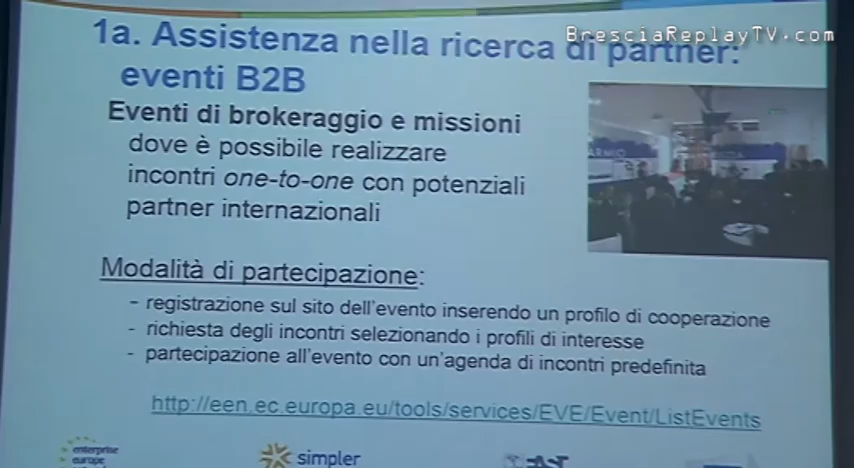 BresciaReplayTV.com
1a. Assistenza nella ricerca di partner:
eventi B2B
Eventi di brokeraggio e missioni
dove è possibile realizzare
incontri one-to-one con potenziali
partner internazionali
Modalità di partecipazione:
- registrazione sul sito dell'evento inserendo un profilo di cooperazione
- richiesta degli incontri selezionando i profili di interesse
- partecipazione all'evento con un'agenda di incontri predefinita
http://een.ec.europa.eu/tools/services/EVE/Event/ListEvents
enterprise
europe
simpler